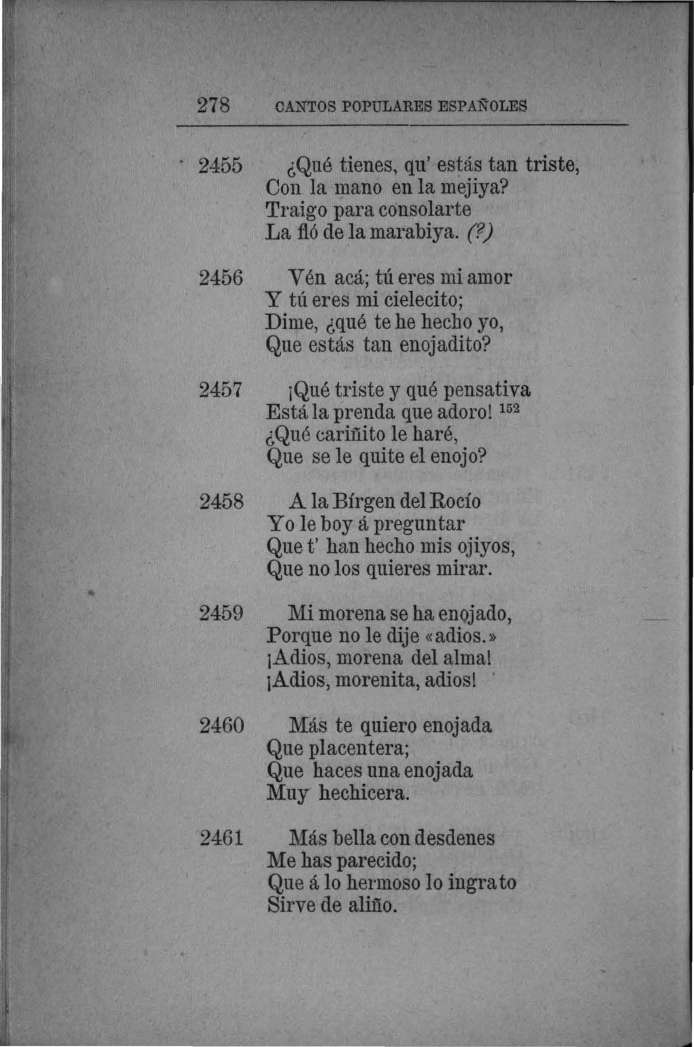 278 CANTOS POPULARES ESPAÑOLES
2455 ¿Qué tienes, qu' estás tan triste,
Con la mano en la mejiya?
Traigo para consolarte
La fló de la marabiya. (?)
2456 Vén acá; tú eres mi amor
Y tú eres mi cielecito;
Dime, ¿qué te he hecho yo,
Que estás tan enojadito?
2457 ¡Qué triste y qué pensativa
Está la prenda que adoro! 152
¿Qué cariñito le haré,
Que se le quite el enojo?
2458 A la Bírgen del Rocío
Yo le boy á preguntar
Que t' han hecho mis ojiyos,
Que no los quieres mirar.
2459 Mi morena se ha enojado,
Porque no le dije «adios.»
¡Adios, morena del alma!
¡Adios, morenita, adios!
2460 Más te quiero enojada
Que placentera;
Que haces una enojada
Muy hechicera.
2461 Más bella con desdenes
Me has parecido;
Que á lo hermoso lo ingrato
Sirve de aliño.